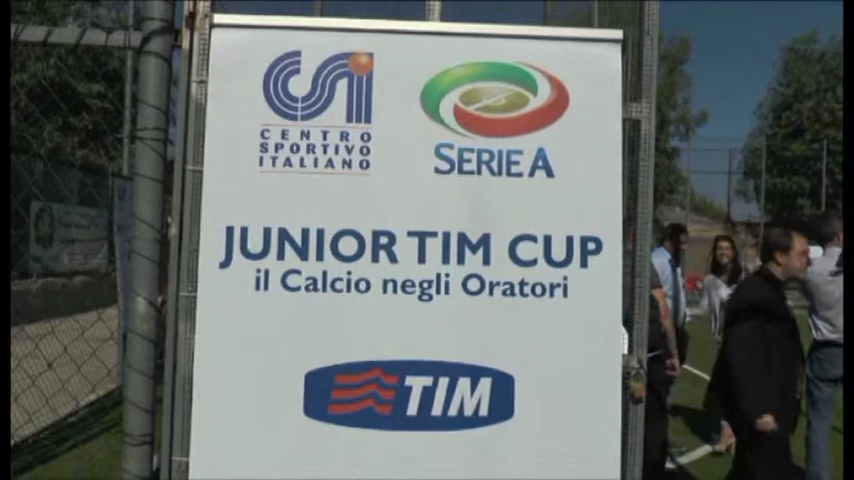 CSI
CENTRO
SPORTIVO
ITALIANO
SERIE A
JUNIOR TIM CUP
il Calcio negli Oratori
TIM